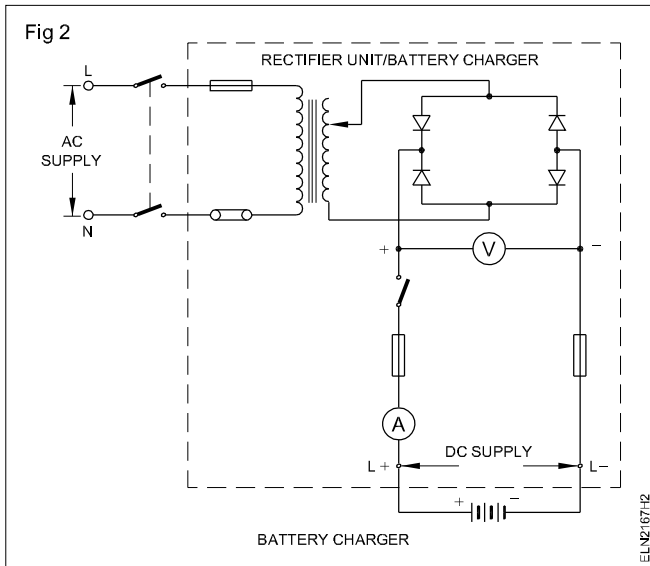 Fig 2
RECTIFIER UNIT/BATTERY CHARGER
L
AC
SUPPLY
N
+
V
−
A
DC SUPPLY
L +
L −
+
−
BATTERY CHARGER
ELN2167H2